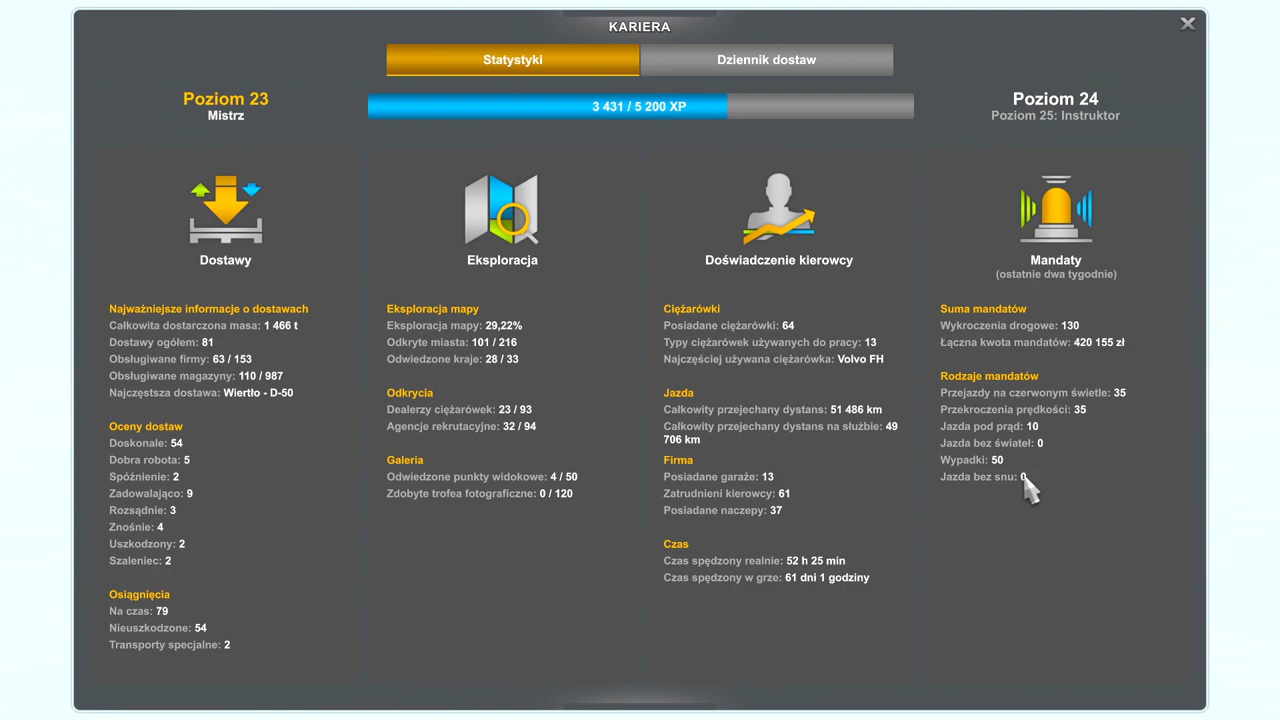 KARIERA
Statystyki
Dziennik dostaw
Poziom 23
Mistrz
3 431 / 5 200 XP
Poziom 24
Poziom 25: Instruktor
Dostawy
Najważniejsze informacje o dostawach
Całkowita dostarczona masa: 1 466 t
Dostawy ogółem: 81
Obsługiwane firmy: 63 / 153
Obsługiwane magazyny: 110 / 987
Najczęstsza dostawa: Wiertło - D-50
Oceny dostaw
Doskonale: 54
Dobra robota: 5
Spóźnienie: 2
Zadowalająco: 9
Rozsądnie: 3
Znośnie: 4
Uszkodzony: 2
Szaleniec: 2
Osiągnięcia
Na czas: 79
Nieuszkodzone: 54
Transporty specjalne: 2
Eksploracja
Eksploracja mapy
Eksploracja mapy: 29,22%
Odkryte miasta: 101 / 216
Odwiedzone kraje: 28 / 33
Odkrycia
Dealerzy ciężarówek: 23 / 93
Agencje rekrutacyjne: 32 / 94
Galeria
Odwiedzone punkty widokowe: 4 / 50
Zdobyte trofea fotograficzne: 0 / 120
Doświadczenie kierowcy
Ciężarówki
Posiadane ciężarówki: 64
Typy ciężarówek używanych do pracy: 13
Najczęściej używana ciężarówka: Volvo FH
Jazda
Całkowity przejechany dystans: 51 486 km
Całkowity przejechany dystans na służbie: 49
706 km
Firma
Posiadane garaże: 13
Zatrudnieni kierowcy: 61
Posiadane naczepy: 37
Czas
Czas spędzony realnie: 52 h 25 min
Czas spędzony w grze: 61 dni 1 godziny
Mandaty
(ostatnie dwa tygodnie)
Suma mandatów
Wykroczenia drogowe: 130
Łączna kwota mandatów: 420 155 zł
Rodzaje mandatów
Przejazdy na czerwonym świetle: 35
Przekroczenia prędkości: 35
Jazda pod prąd: 10
Jazda bez świateł: 0
Wypadki: 50
Jazda bez snu: 0